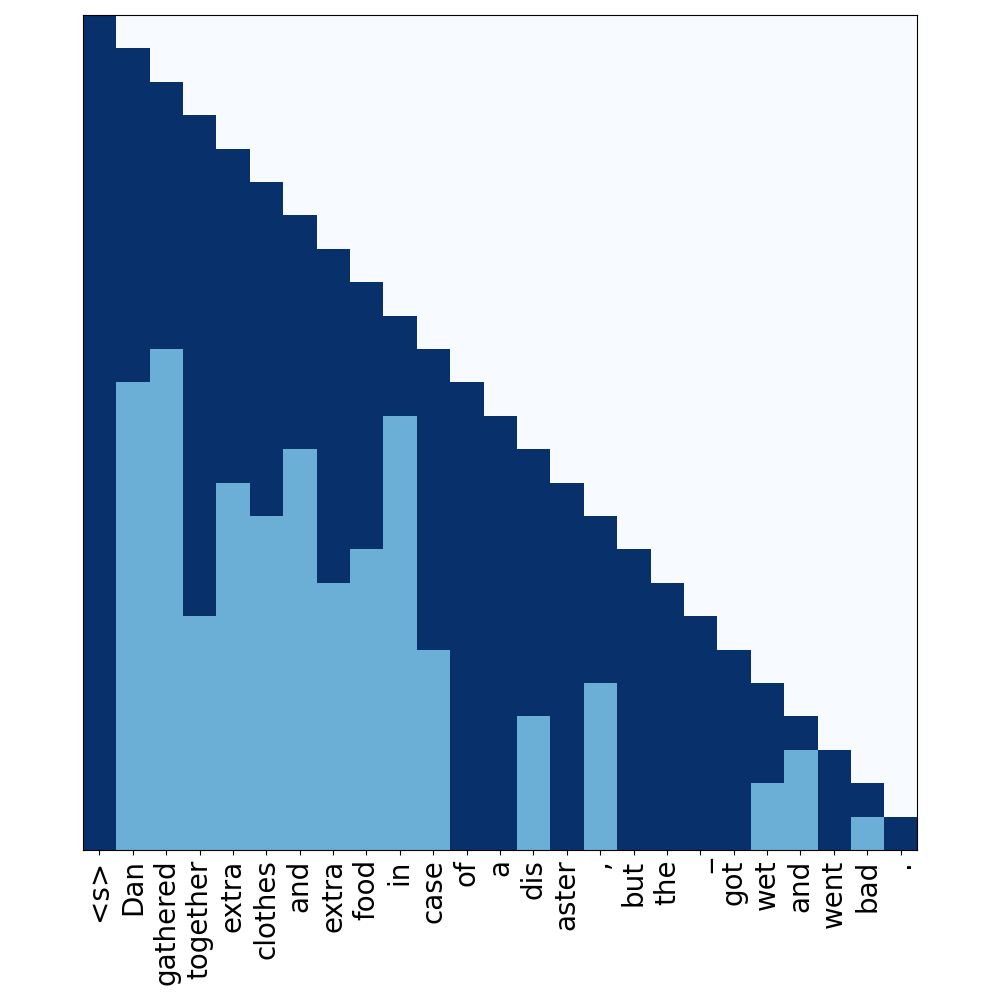 <s> Dan gathered together extra clothes and extra food in case of a dis aster , but the _ got wet and went bad .